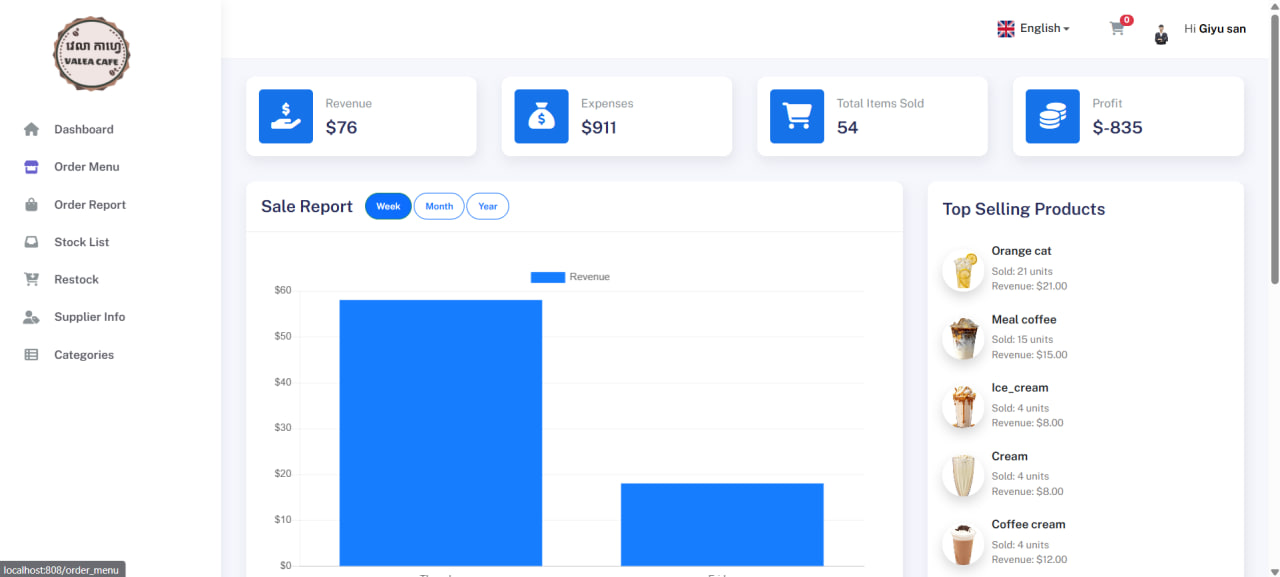 វេលា កាហ្វេ
VALEA CAFE
Dashboard
Order Menu
Order Report
Stock List
Restock
Supplier Info
Categories
English
0
Hi Giyu san
Revenue
$76
Expenses
$911
Total Items Sold
54
Profit
$-835
Sale Report
Week
Month
Year
Revenue
$60
$50
$40
$30
$20
$10
$0
Top Selling Products
Orange cat
Sold: 21 units
Revenue: $21.00
Meal coffee
Sold: 15 units
Revenue: $15.00
Ice_cream
Sold: 4 units
Revenue: $8.00
Cream
Sold: 4 units
Revenue: $8.00
Coffee cream
Sold: 4 units
Revenue: $12.00
localhost:808/order_menu